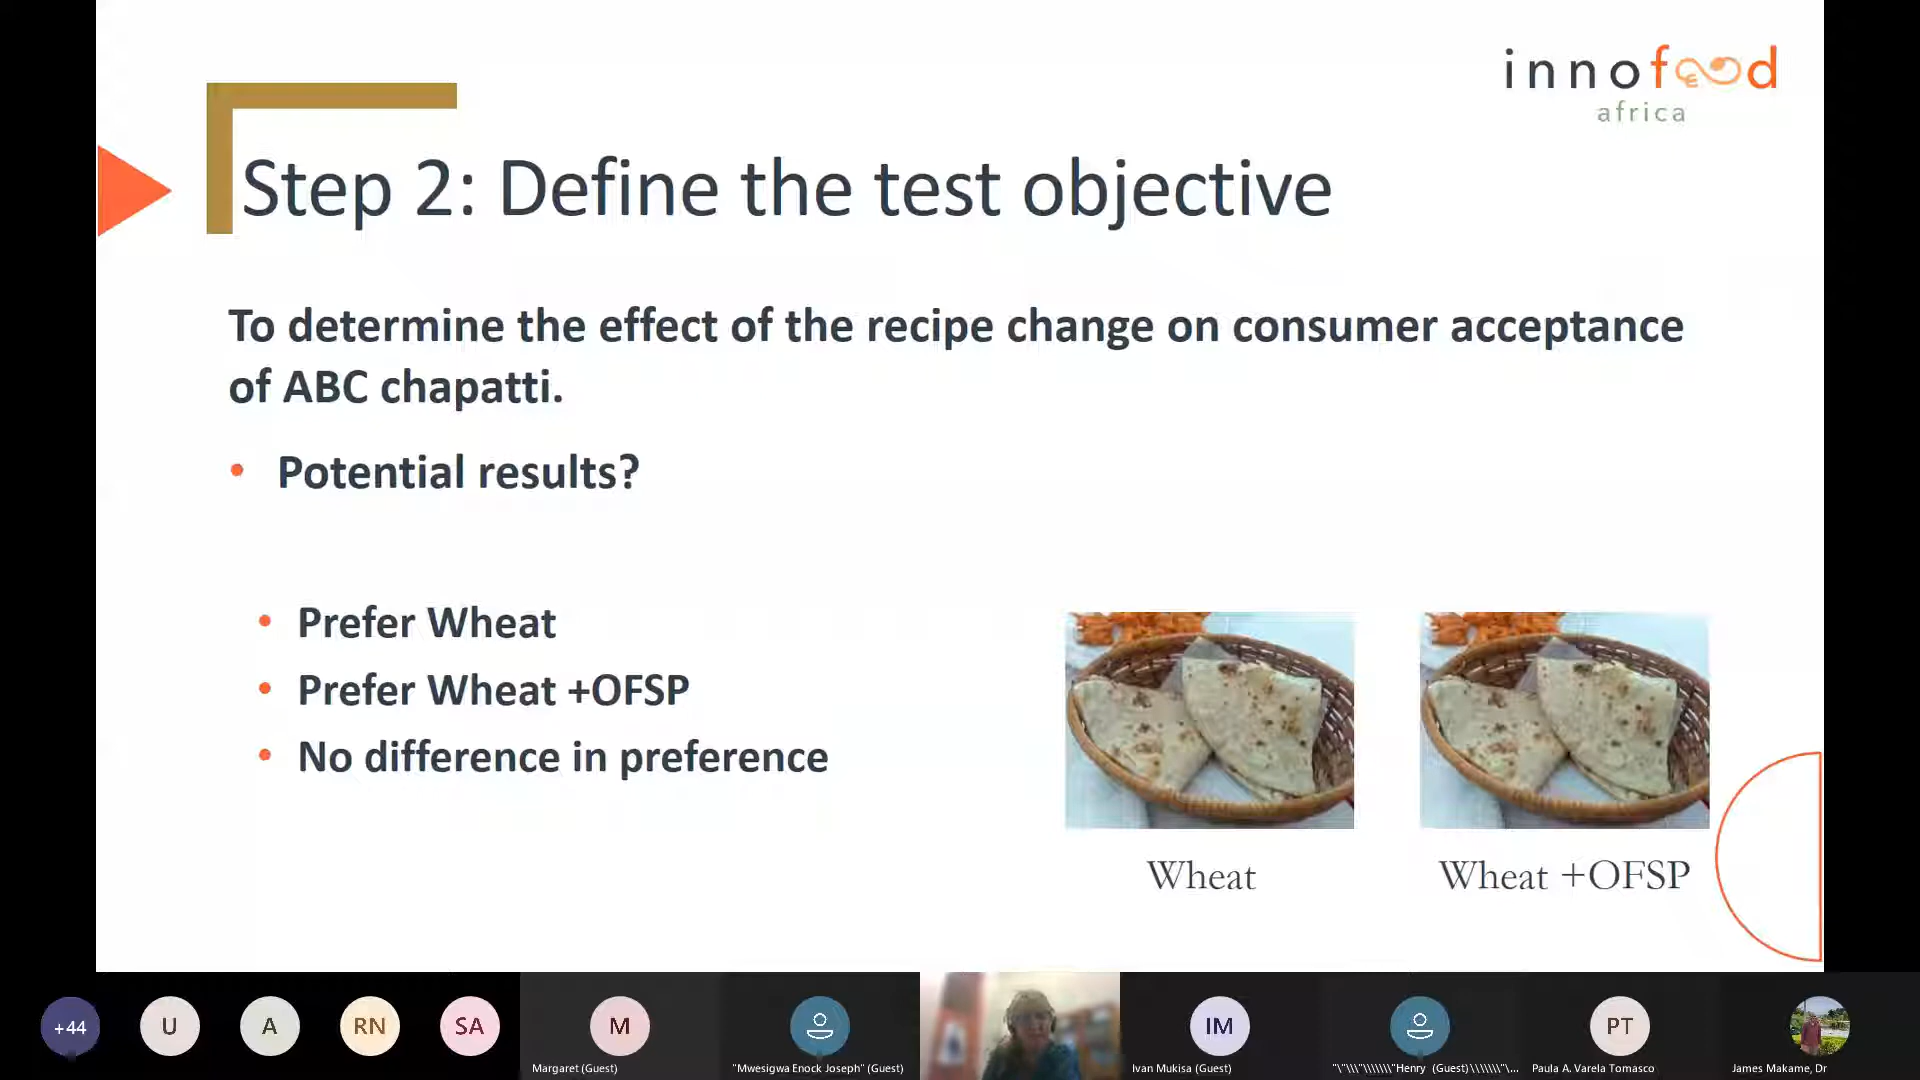 innofood
africa
Step 2: Define the test objective
To determine the effect of the recipe change on consumer acceptance
of ABC chapatti.
• Potential results?
• Prefer Wheat
• Prefer Wheat +OFSP
• No difference in preference
Wheat
Wheat +OFSP
+44
U
A
RN
SA
M
IM
PT
Margaret (Guest)
"Mwesigwa Enock Joseph" (Guest)
Ivan Mukisa (Guest)
"\"\\\"\\\\\\\"Henry (Guest)\\\\\\\"\...
Paula A. Varela Tomasco
James Makame, Dr